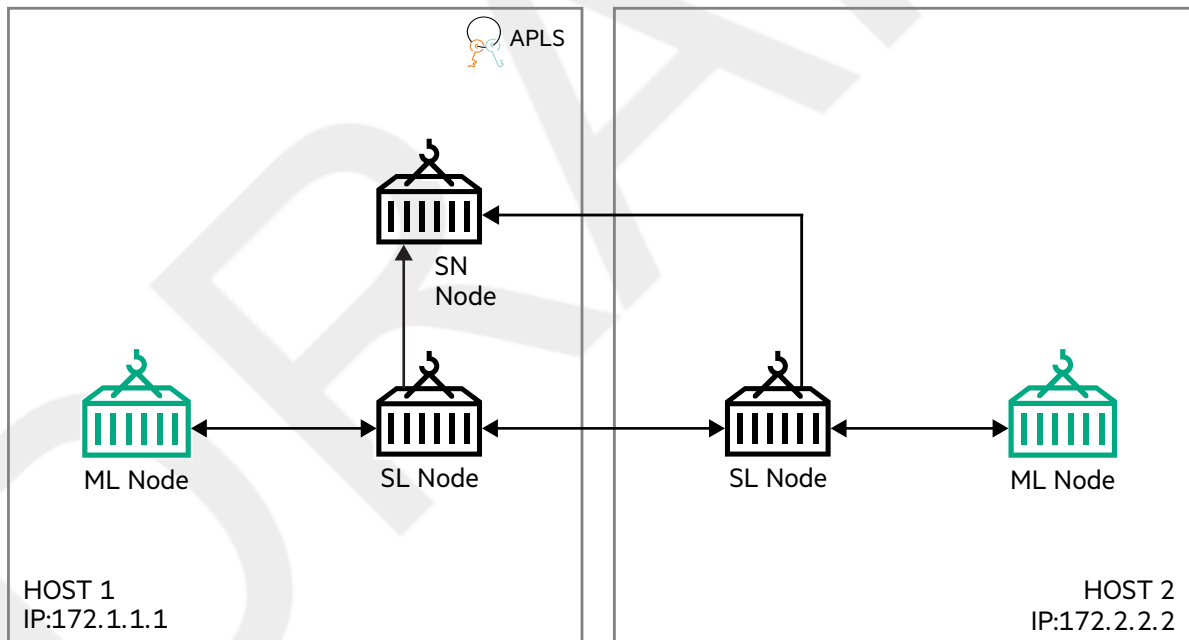 APLS
SN
Node
ML Node
SL Node
SL Node
ML Node
HOST 1
IP:172.1.1.1
HOST 2
IP:172.2.2.2